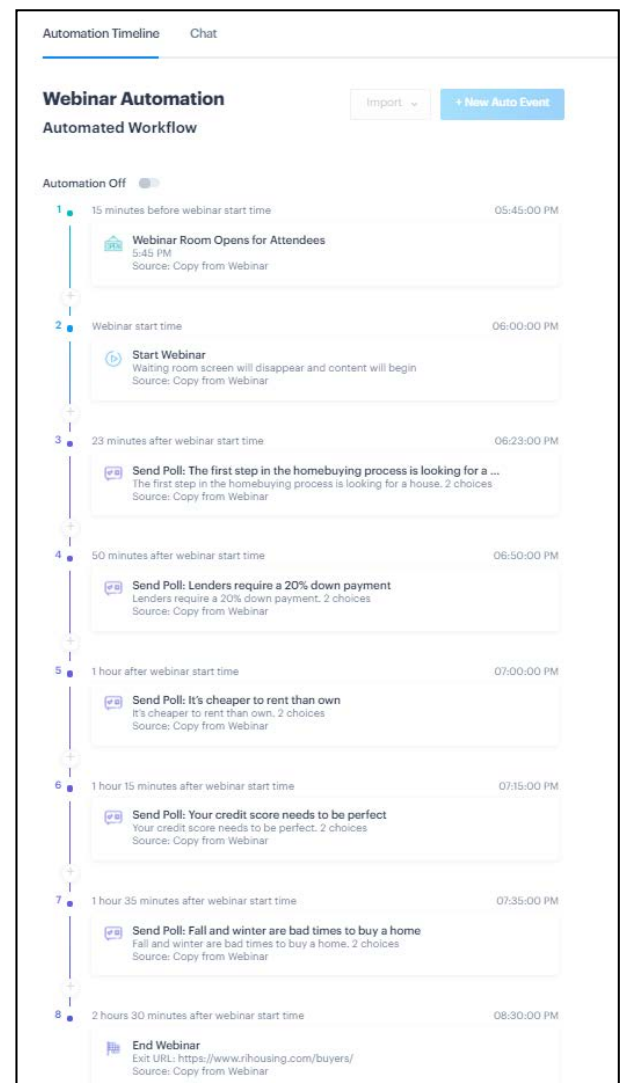 Automation Timeline Chat
Webinar Automation
Import + New Auto Event
Automated Workflow
Automation Off
1 15 minutes before webinar start time 05:45:00 PM
OPEN
Webinar Room Opens for Attendees
5:45 PM
Source: Copy from Webinar
+
2 Webinar start time 06:00:00 PM
Start Webinar
Waiting room screen will disappear and content will begin
Source: Copy from Webinar
+
3 23 minutes after webinar start time 06:23:00 PM
Send Poll: The first step in the homebuying process is looking for a ...
The first step in the homebuying process is looking for a house. 2 choices
Source: Copy from Webinar
+
4 50 minutes after webinar start time 06:50:00 PM
Send Poll: Lenders require a 20% down payment
Lenders require a 20% down payment. 2 choices
Source: Copy from Webinar
+
5 1 hour after webinar start time 07:00:00 PM
Send Poll: It's cheaper to rent than own
It's cheaper to rent than own. 2 choices
Source: Copy from Webinar
+
6 1 hour 15 minutes after webinar start time 07:15:00 PM
Send Poll: Your credit score needs to be perfect
Your credit score needs to be perfect. 2 choices
Source: Copy from Webinar
+
7 1 hour 35 minutes after webinar start time 07:35:00 PM
Send Poll: Fall and winter are bad times to buy a home
Fall and winter are bad times to buy a home. 2 choices
Source: Copy from Webinar
+
8 2 hours 30 minutes after webinar start time 08:30:00 PM
End Webinar
Exit URL: https://www.rihousing.com/buyers/
Source: Copy from Webinar